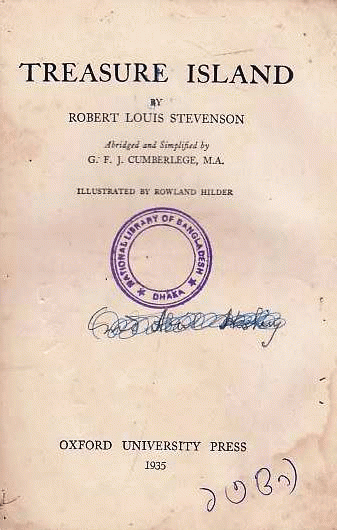 TREASURE ISLAND
BY
ROBERT LOUIS STEVENSON
Abridged and Simplified by
G. F. J. CUMBERLEGE, M.A.
ILLUSTRATED BY ROWLAND HILDER
NATIONAL LIBRARY OF BANGLADESH
DHAKA
OXFORD UNIVERSITY PRESS
1935